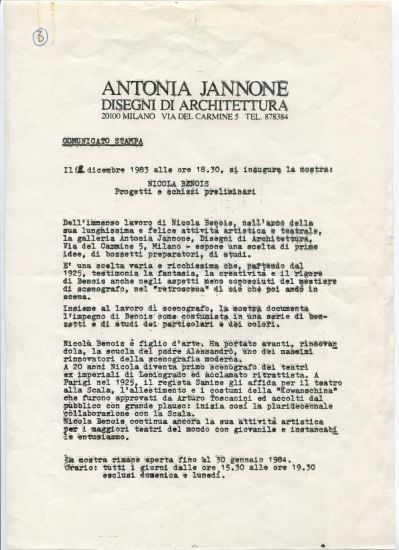 3
ANTONIA JANNONE
DISEGNI DI ARCHITETTURA
20100 MILANO VIA DEL CARMINE 5 TEL. 878384
COMUNICATO STAMPA
Il dicembre 1983 alle ore 18.30, si inaugura la mostra:
NICOLA BENOIS
Progetti e schizzi preliminari
Dell'immenso lavoro di Nicola Benois, nell'arco della
sua lunghissima e felice attività artistica e teatrale,
la galleria Antonia Jannone, Disegni di Architettura,
Via del Carmine 5, Milano - espone una scelta di prime
idee, di bozzetti preparatori, di studi.
E' una scelta varia e ricchissima che, partendo dal
1925, testimonia la fantasia, la creatività e il rigore
di Benois anche negli aspetti meno conosciuti del mestiere
di scenografo, nel "retroscena" di ciò che poi andò in
scena.
Insieme al lavoro di scenografo, la mostra documenta
l'impegno di Benois come costumista in una serie di boz-
zetti e di studi dei particolari e dei colori.
Nicola Benois è figlio d'arte. Ha portato avanti, rinnovan
dola, la scuola del padre Alessandro, uno dei massimi
rinnovatori della scenografia moderna.
A 20 anni Nicola diventa primo scenografo dei teatri
ex imperiali di Leningrado ed acclamato ritrattista. A
Parigi nel 1925, il regista Sanine gli affida per il teatro
alla Scala, l'allestimento e i costumi della "Kowanschina"
che furono approvati da Arturo Toscanini ed accolti dal
pubblico con grande plauso: inizia così la pluridecennale
collaborazione con la Scala.
Nicola Benois continua ancora la sua attività artistica
per i maggiori teatri del mondo con giovanile e instancabi
le entusiasmo.
La mostra rimane aperta fino al 30 gennaio 1984.
Orario: tutti i giorni dalle ore 15.30 alle ore 19.30
esclusi domenica e lunedì.